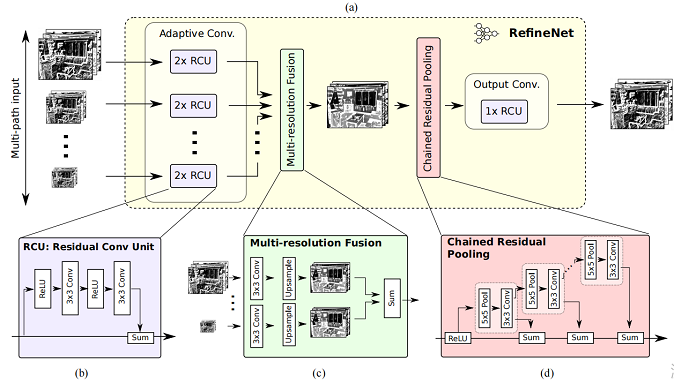 (a)
Adaptive Conv.
RefineNet
Multi-path input
2x RCU
2x RCU
2x RCU
Multi-resolution Fusion
Chained Residual Pooling
Output Conv.
1x RCU
RCU: Residual Conv Unit
ReLU
3x3 Conv
ReLU
3x3 Conv
Sum
Multi-resolution Fusion
3x3 Conv
Upsample
3x3 Conv
Upsample
Sum
Chained Residual
Pooling
ReLU
5x5 Pool
3x3 Conv
5x5 Pool
3x3 Conv
5x5 Pool
3x3 Conv
Sum
Sum
Sum
(b)
(c)
(d)